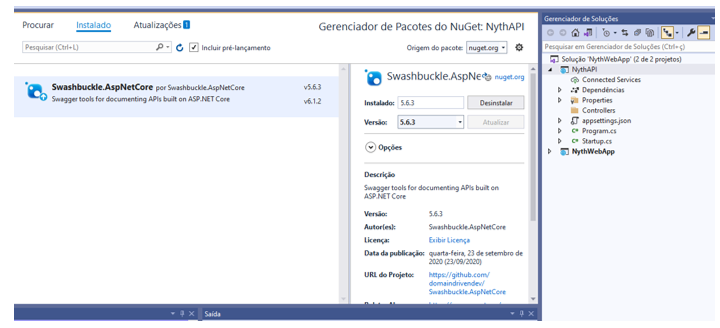 Procurar Instalado Atualizações 1
Gerenciador de Pacotes do NuGet: NythAPI
Pesquisar (Ctrl+L) Incluir pré-lançamento
Origem do pacote: nuget.org
Swashbuckle.AspNetCore por Swashbuckle.AspNetCore v5.6.3
Swagger tools for documenting APIs built on ASP.NET Core v6.1.2
Swashbuckle.AspNe nuget.org
Instalado: 5.6.3 Desinstalar
Versão: 5.6.3 Atualizar
Opções
Descrição
Swagger tools for documenting APIs built on
ASP.NET Core
Versão: 5.6.3
Autor(es): Swashbuckle.AspNetCore
Licença: Exibir Licença
Data da publicação: quarta-feira, 23 de setembro de
2020 (23/09/2020)
URL do Projeto: https://github.com/
domaindrivendev/
Swashbuckle.AspNetCore
Saída
Gerenciador de Soluções
Pesquisar em Gerenciador de Soluções (Ctrl+ç)
Solução 'NythWebApp' (2 de 2 projetos)
NythAPI
Connected Services
Dependências
Properties
Controllers
appsettings.json
C# Program.cs
C# Startup.cs
NythWebApp